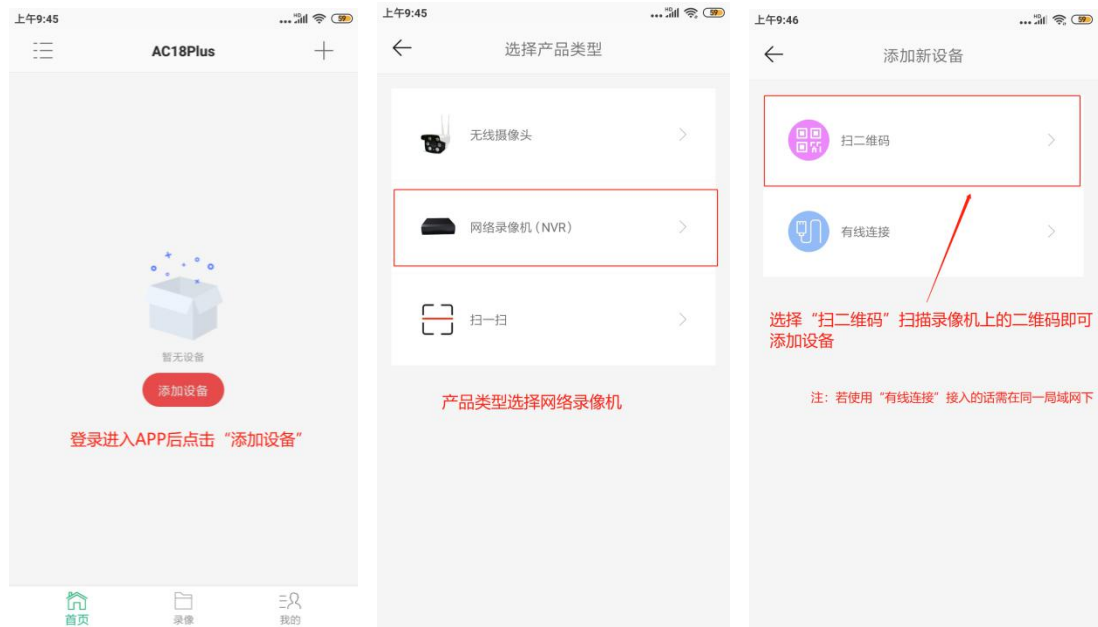 上午9:45
HD
59
AC18Plus
暂无设备
添加设备
登录进入APP后点击“添加设备”
首页
录像
我的
上午9:45
HD
59
选择产品类型
无线摄像头
网络录像机（NVR）
扫一扫
产品类型选择网络录像机
上午9:46
HD
59
添加新设备
扫二维码
有线连接
选择“扫二维码”扫描录像机上的二维码即可
添加设备
注：若使用“有线连接”接入的话需在同一局域网下